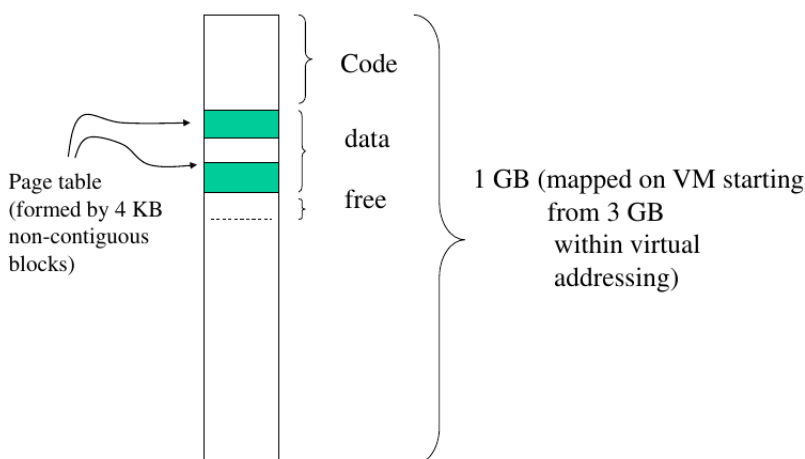 Code
data
free
Page table
(formed by 4 KB
non-contiguous
blocks)
1 GB (mapped on VM starting
from 3 GB
within virtual
addressing)